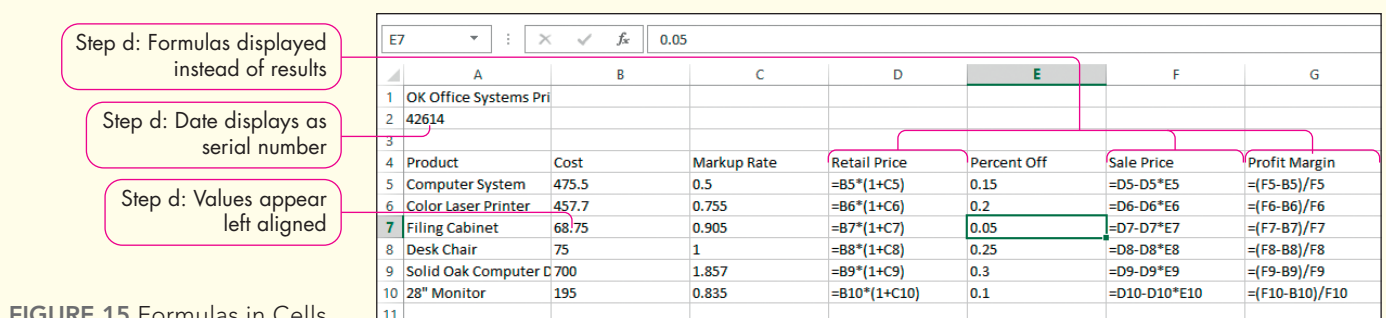 Step d: Formulas displayed
instead of results
Step d: Date displays as
serial number
Step d: Values appear
left aligned
FIGURE 15 Formulas in Cells
E7 fx 0.05
A B C D E F G
1 OK Office Systems Pri
2 42614
3
4 Product Cost Markup Rate Retail Price Percent Off Sale Price Profit Margin
5 Computer System 475.5 0.5 =B5*(1+C5) 0.15 =D5-D5*E5 =(F5-B5)/F5
6 Color Laser Printer 457.7 0.755 =B6*(1+C6) 0.2 =D6-D6*E6 =(F6-B6)/F6
7 Filing Cabinet 68.75 0.905 =B7*(1+C7) 0.05 =D7-D7*E7 =(F7-B7)/F7
8 Desk Chair 75 1 =B8*(1+C8) 0.25 =D8-D8*E8 =(F8-B8)/F8
9 Solid Oak Computer D 700 1.857 =B9*(1+C9) 0.3 =D9-D9*E9 =(F9-B9)/F9
10 28" Monitor 195 0.835 =B10*(1+C10) 0.1 =D10-D10*E10 =(F10-B10)/F10
11